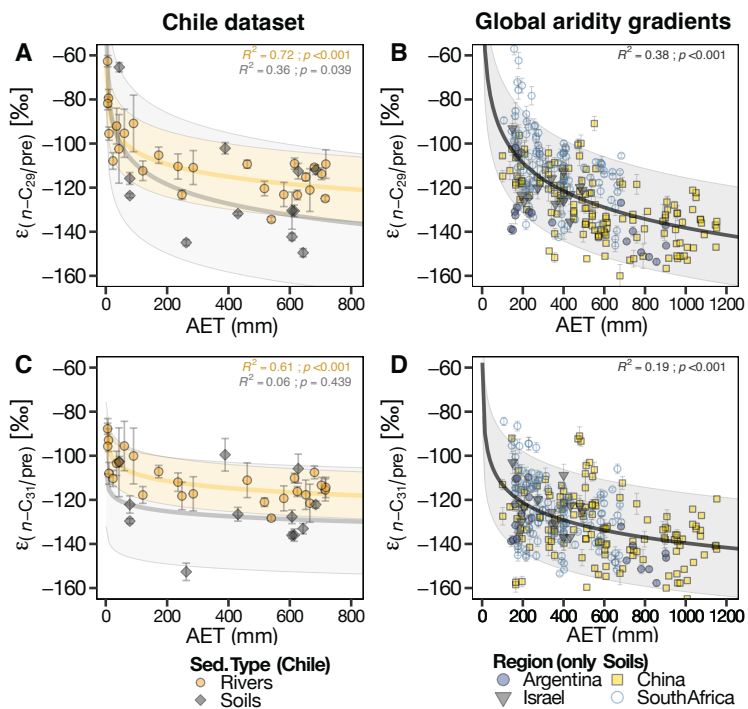 Chile dataset
Global aridity gradients
A
R² = 0.72 ; p <0.001
R² = 0.36 ; p = 0.039
−60
−80
−100
−120
−140
−160
ε(n−C29/pre) [‰]
0 200 400 600 800
AET (mm)
B
R² = 0.38 ; p <0.001
−60
−80
−100
−120
−140
−160
ε(n−C29/pre) [‰]
0 200 400 600 800 1000 1200
AET (mm)
C
R² = 0.61 ; p <0.001
R² = 0.06 ; p = 0.439
−60
−80
−100
−120
−140
−160
ε(n−C31/pre) [‰]
0 200 400 600 800
AET (mm)
D
R² = 0.19 ; p <0.001
−60
−80
−100
−120
−140
−160
ε(n−C31/pre) [‰]
0 200 400 600 800 1000 1200
AET (mm)
Sed. Type (Chile)
Rivers
Soils
Region (only Soils)
Argentina
China
Israel
SouthAfrica